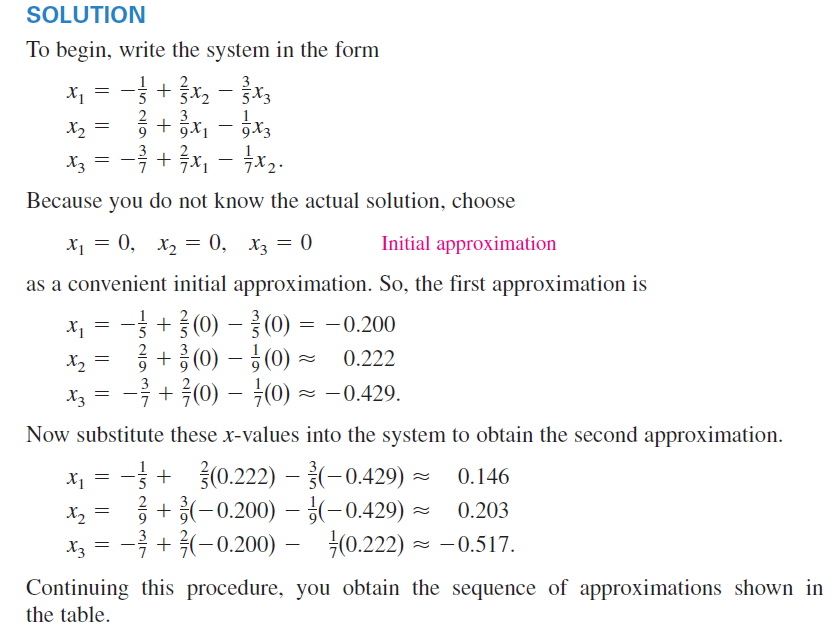 SOLUTION
To begin, write the system in the form
x₁ = −1/5 + 2/5x₂ − 3/5x₃
x₂ = 2/9 + 3/9x₁ − 1/9x₃
x₃ = −3/7 + 2/7x₁ − 1/7x₂.
Because you do not know the actual solution, choose
x₁ = 0, x₂ = 0, x₃ = 0 Initial approximation
as a convenient initial approximation. So, the first approximation is
x₁ = −1/5 + 2/5(0) − 3/5(0) = −0.200
x₂ = 2/9 + 3/9(0) − 1/9(0) ≈ 0.222
x₃ = −3/7 + 2/7(0) − 1/7(0) ≈ −0.429.
Now substitute these x-values into the system to obtain the second approximation.
x₁ = −1/5 + 2/5(0.222) − 3/5(−0.429) ≈ 0.146
x₂ = 2/9 + 3/9(−0.200) − 1/9(−0.429) ≈ 0.203
x₃ = −3/7 + 2/7(−0.200) − 1/7(0.222) ≈ −0.517.
Continuing this procedure, you obtain the sequence of approximations shown in
the table.